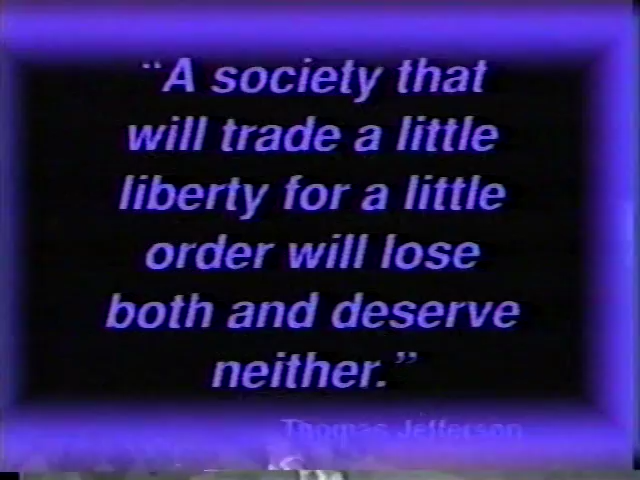 “A society that
will trade a little
liberty for a little
order will lose
both and deserve
neither.”
Thomas Jefferson